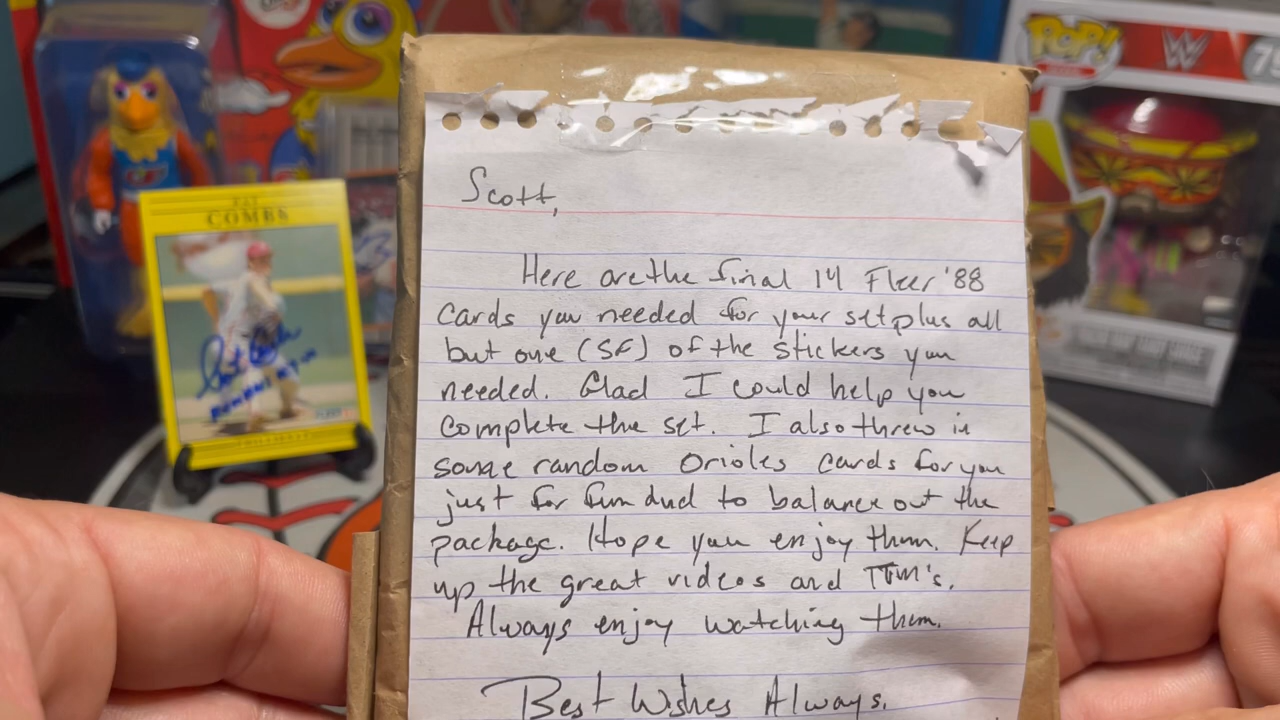 POP!
W
COMBS
Scott,
Here are the final 14 Fleer '88
cards you needed for your set plus all
but one (SF) of the stickers you
needed. Glad I could help you
complete the set. I also threw in
some random Orioles cards for you
just for fun and to balance out the
package. Hope you enjoy them. Keep
up the great videos and TTM's.
Always enjoy watching them.
Best Wishes Always,